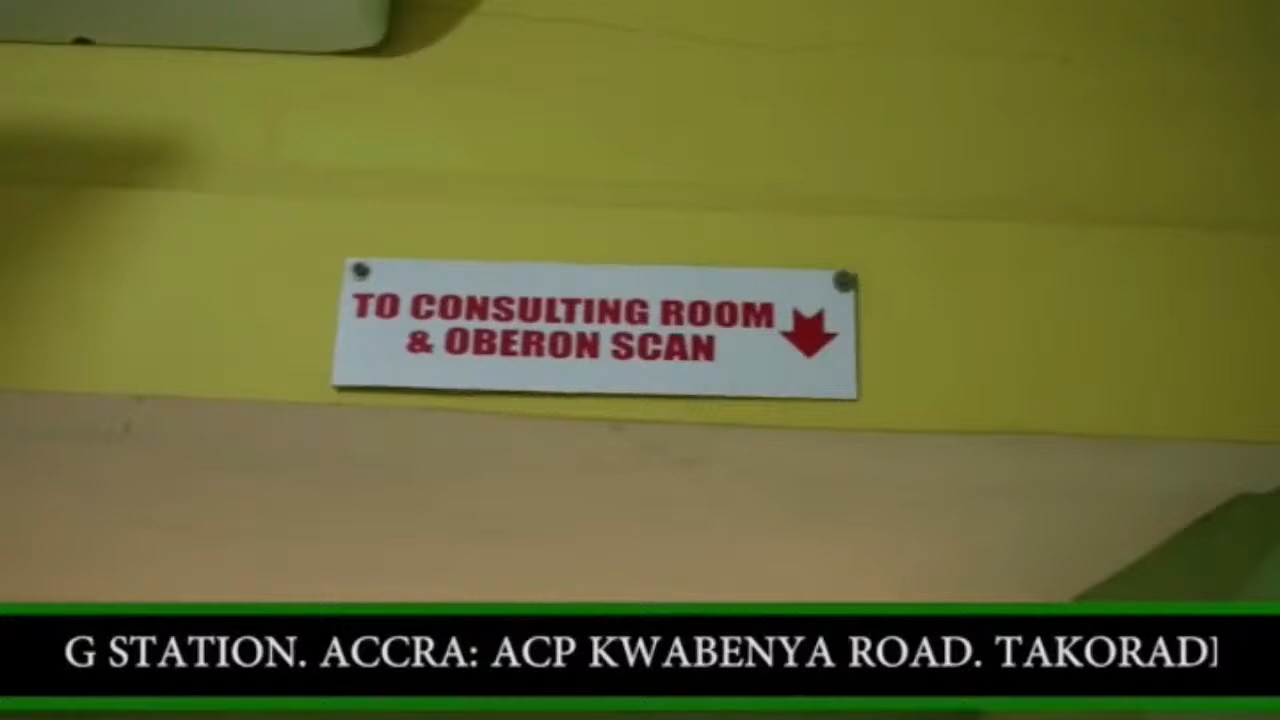 TO CONSULTING ROOM
& OBERON SCAN
G STATION. ACCRA: ACP KWABENYA ROAD. TAKORADI